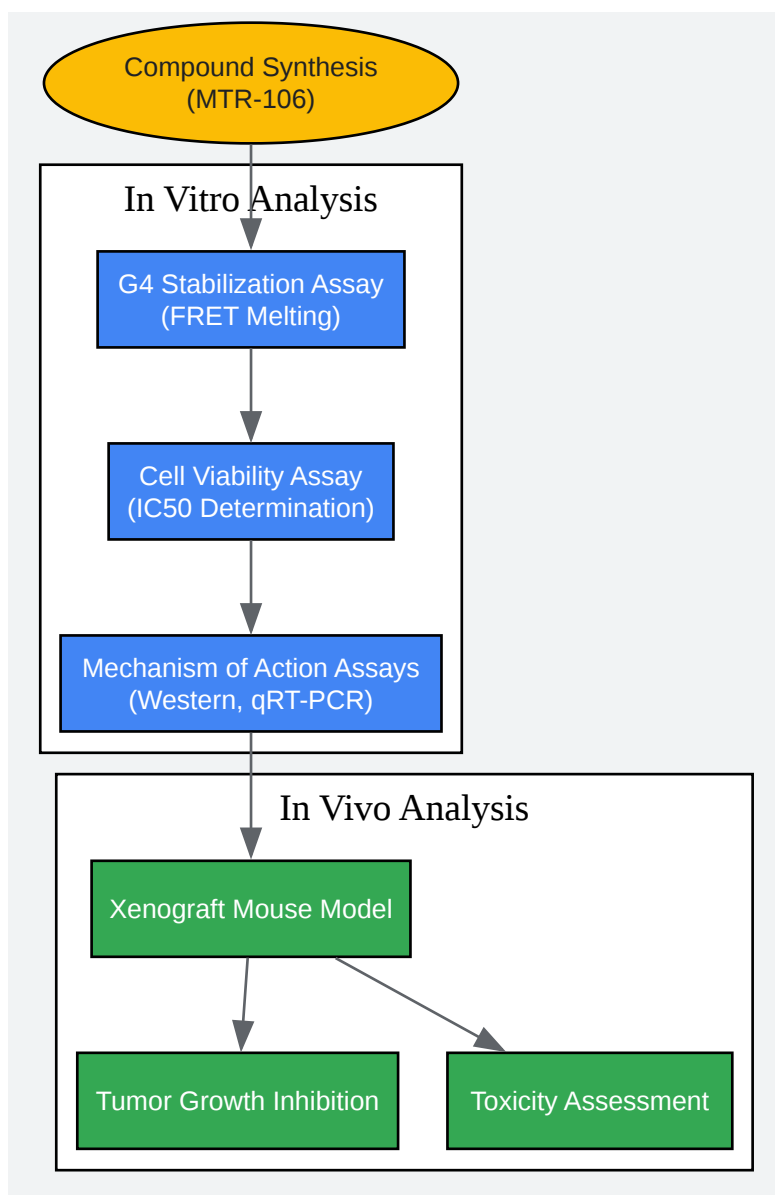 Compound Synthesis
(MTR-106)
In Vitro Analysis
G4 Stabilization Assay
(FRET Melting)
Cell Viability Assay
(IC50 Determination)
Mechanism of Action Assays
(Western, qRT-PCR)
In Vivo Analysis
Xenograft Mouse Model
Tumor Growth Inhibition
Toxicity Assessment